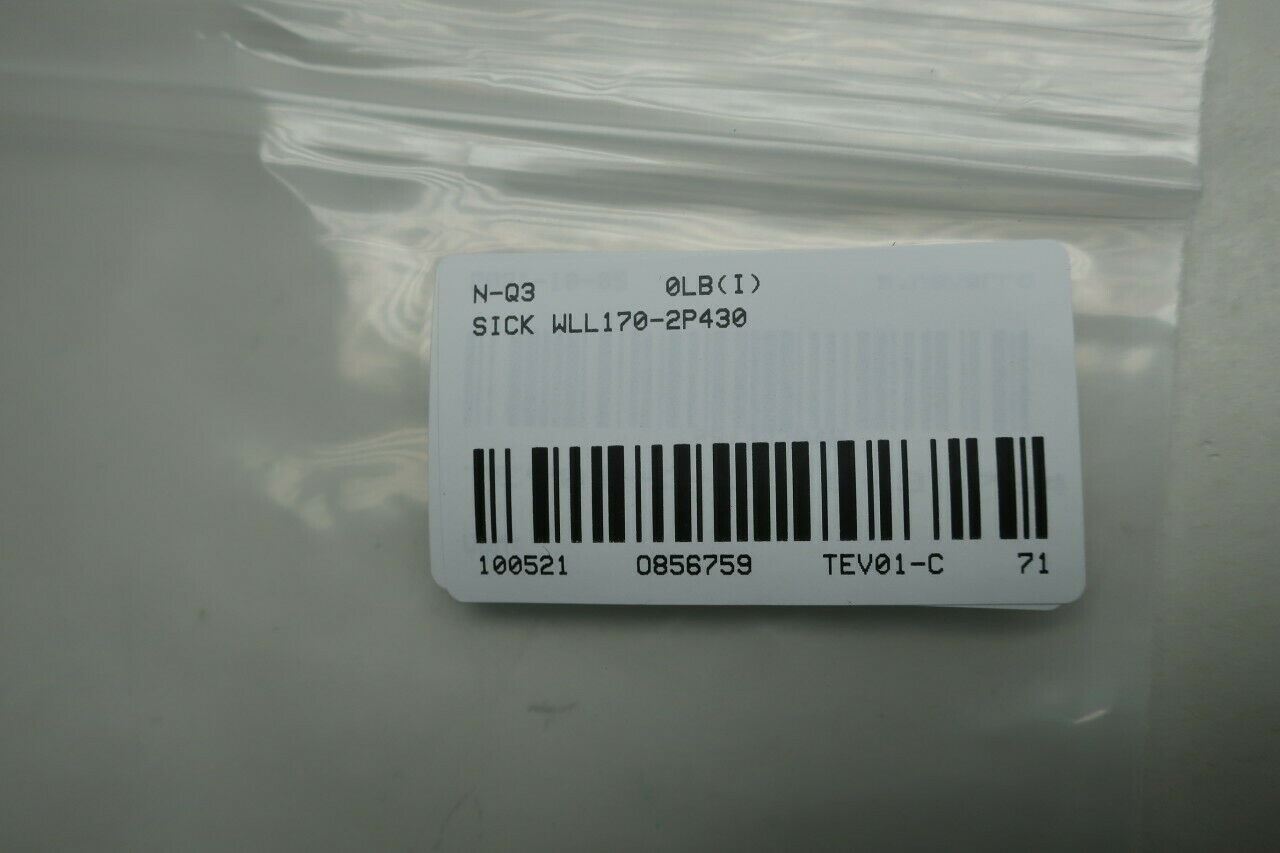 N-Q3 0LB(I)
SICK WLL170-2P430
100521 0856759 TEV01-C 71